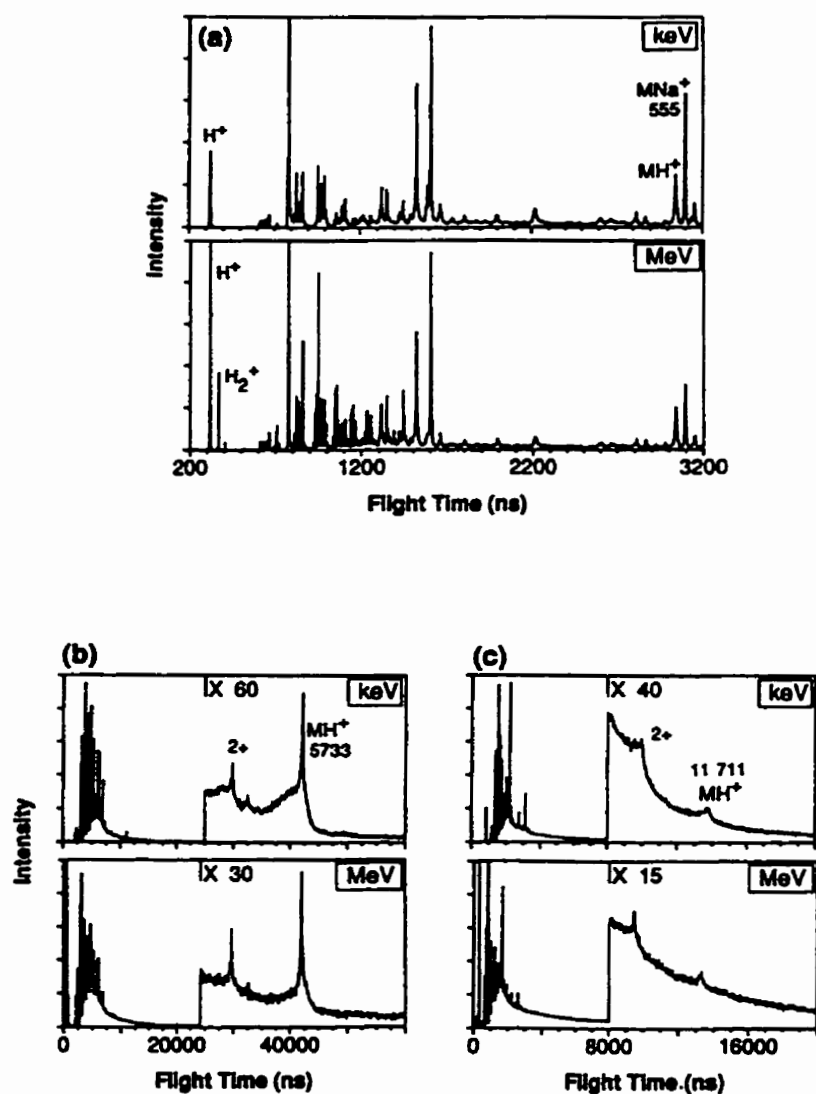 (a)
keV
MNa+
555
H+
MH+
Intensity
MeV
H+
H2+
200
1200
2200
3200
Flight Time (ns)
(b)
X 60
keV
2+
MH+
5733
Intensity
X 30
MeV
0
20000
40000
Flight Time (ns)
(c)
X 40
keV
2+
11 711
MH+
X 15
MeV
0
8000
16000
Flight Time (ns)